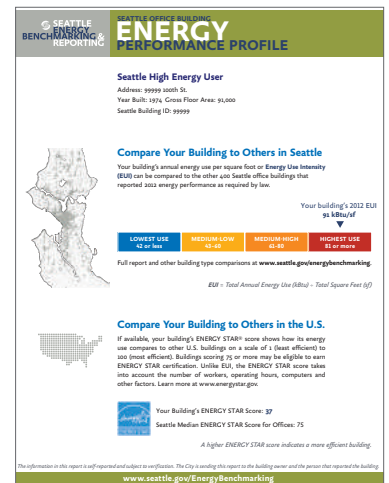 SEATTLE
ENERGY
BENCHMARKING &
REPORTING
SEATTLE OFFICE BUILDING
ENERGY
PERFORMANCE PROFILE
Seattle High Energy User
Address: 99999 100th St.
Year Built: 1974 Gross Floor Area: 91,000
Seattle Building ID: 99999
Compare Your Building to Others in Seattle
Your building's annual energy use per square foot or Energy Use Intensity
(EUI) can be compared to the other 400 Seattle office buildings that
reported 2012 energy performance as required by law.
Your building's 2012 EUI
91 kBtu/sf
LOWEST USE
42 or less
MEDIUM-LOW
43-60
MEDIUM-HIGH
61-80
HIGHEST USE
81 or more
Full report and other building type comparisons at www.seattle.gov/energybenchmarking.
EUI = Total Annual Energy Use (kBtu) ÷ Total Square Feet (sf)
Compare Your Building to Others in the U.S.
If available, your building's ENERGY STAR® score shows how its energy
use compares to other U.S. buildings on a scale of 1 (least efficient) to
100 (most efficient). Buildings scoring 75 or more may be eligible to earn
ENERGY STAR certification. Unlike EUI, the ENERGY STAR score takes
into account the number of workers, operating hours, computers and
other factors. Learn more at www.energystar.gov.
Your Building's ENERGY STAR Score: 37
Seattle Median ENERGY STAR Score for Offices: 75
A higher ENERGY STAR score indicates a more efficient building.
The information in this report is self-reported and subject to verification. The City is sending this report to the building owner and the person that reported the building.
www.seattle.gov/EnergyBenchmarking